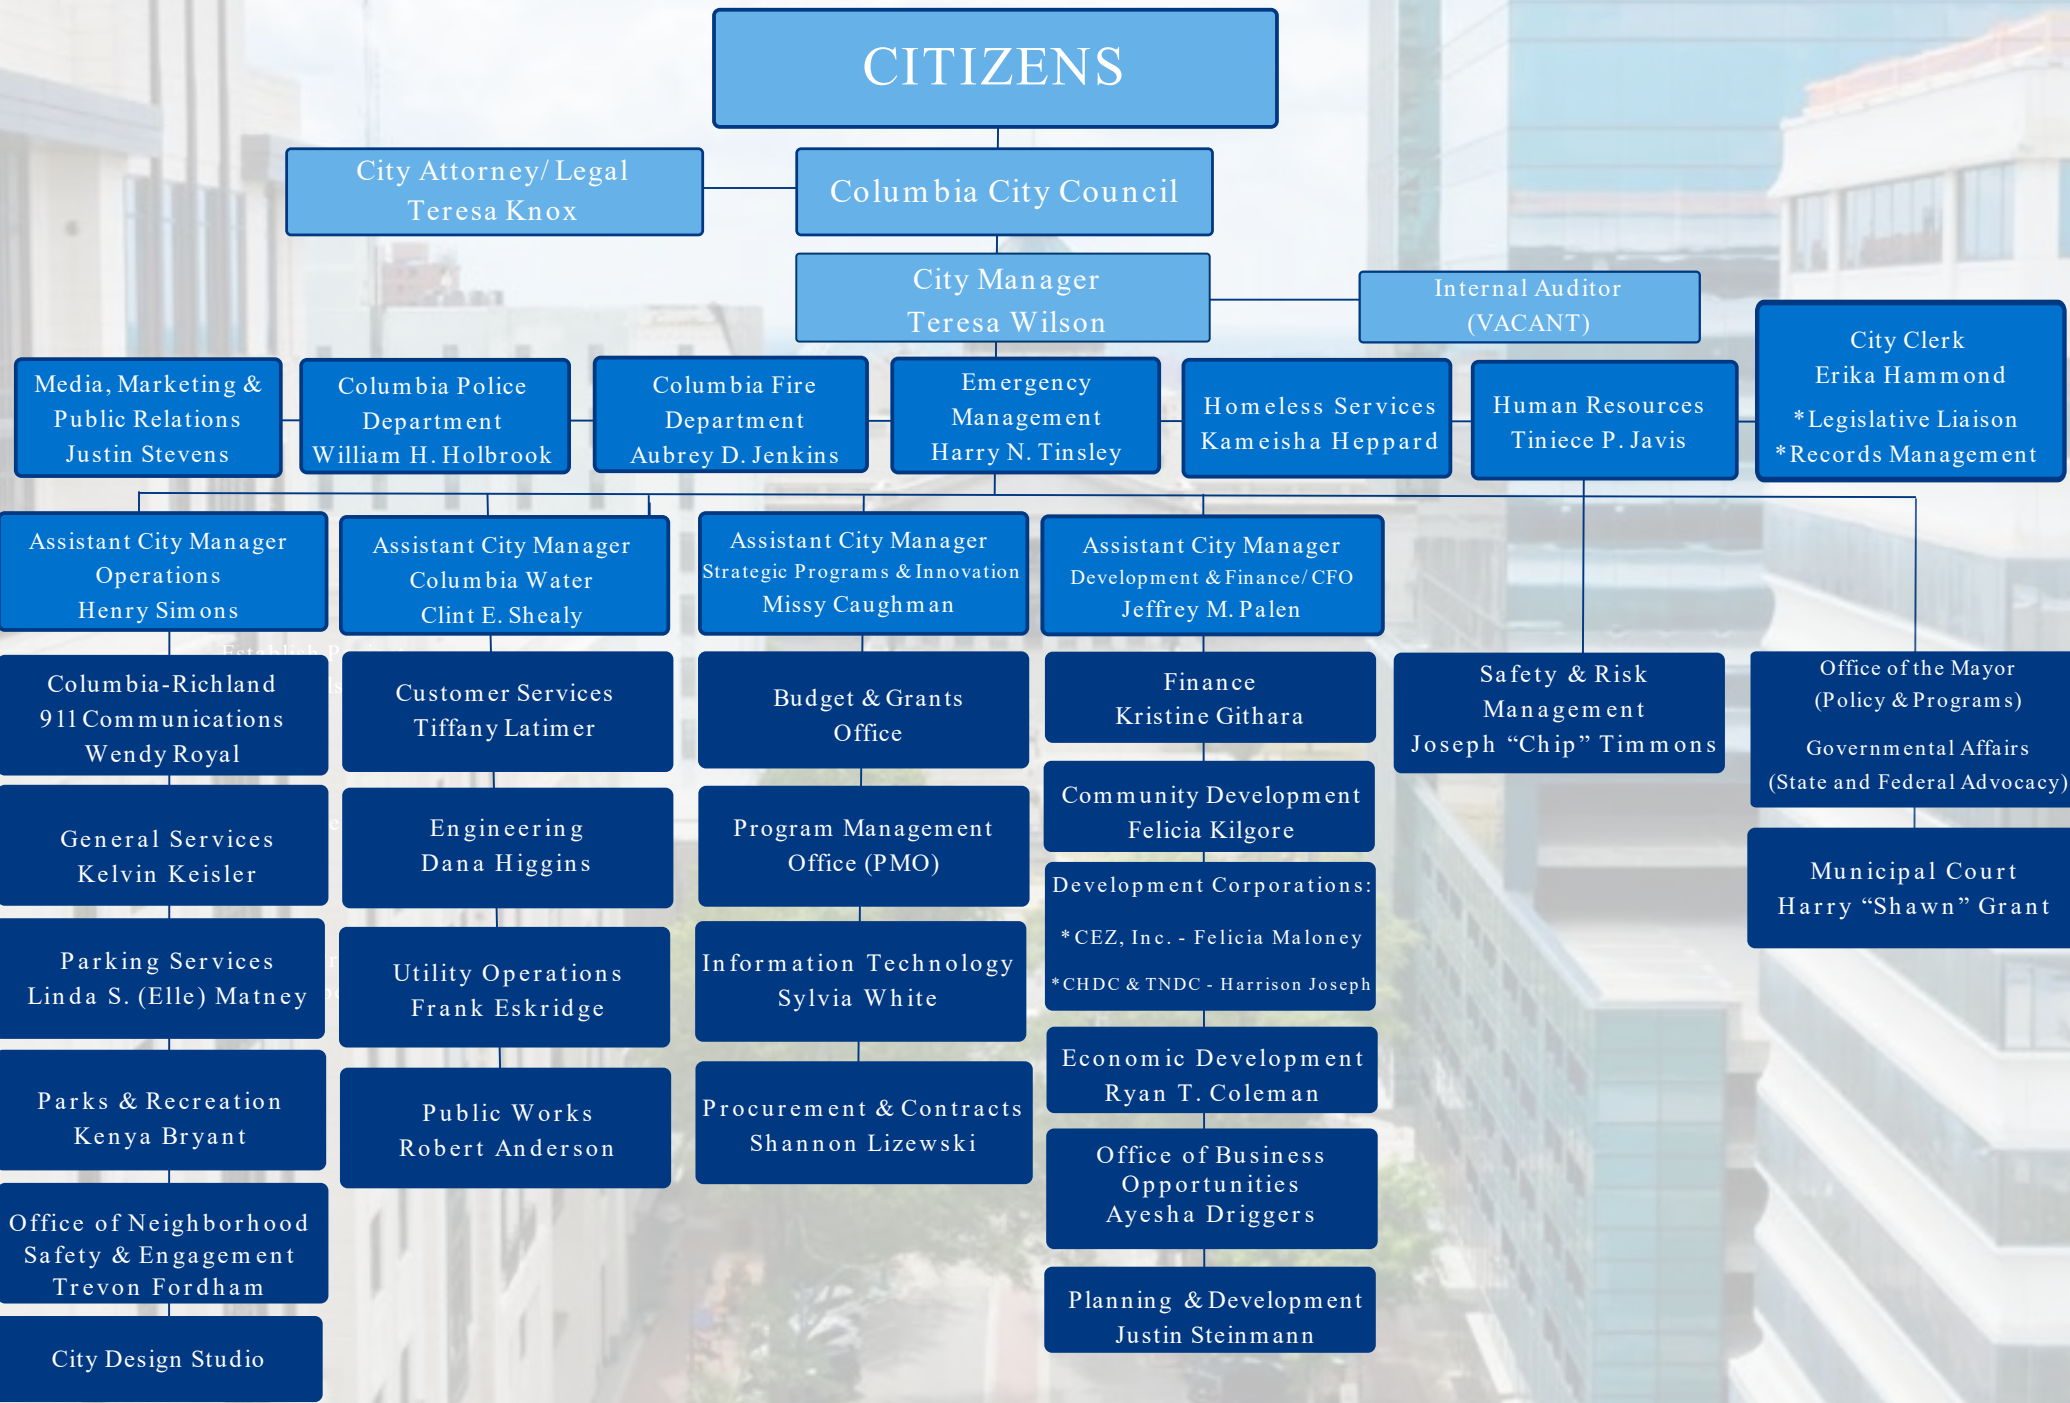 CITIZENS
City Attorney/Legal
Teresa Knox
Columbia City Council
City Manager
Teresa Wilson
Internal Auditor
(VACANT)
Media, Marketing &
Public Relations
Justin Stevens
Columbia Police
Department
William H. Holbrook
Columbia Fire
Department
Aubrey D. Jenkins
Emergency
Management
Harry N. Tinsley
Homeless Services
Kameisha Heppard
Human Resources
Tiniece P. Javis
City Clerk
Erika Hammond
*Legislative Liaison
*Records Management
Assistant City Manager
Operations
Henry Simons
Assistant City Manager
Columbia Water
Clint E. Shealy
Assistant City Manager
Strategic Programs & Innovation
Missy Caughman
Assistant City Manager
Development & Finance/CFO
Jeffrey M. Palen
Columbia-Richland
911 Communications
Wendy Royal
General Services
Kelvin Keisler
Parking Services
Linda S. (Elle) Matney
Parks & Recreation
Kenya Bryant
Office of Neighborhood
Safety & Engagement
Trevon Fordham
City Design Studio
Customer Services
Tiffany Latimer
Engineering
Dana Higgins
Utility Operations
Frank Eskridge
Public Works
Robert Anderson
Budget & Grants
Office
Program Management
Office (PMO)
Information Technology
Sylvia White
Procurement & Contracts
Shannon Lizewski
Finance
Kristine Githara
Community Development
Felicia Kilgore
Development Corporations:
*CEZ, Inc. - Felicia Maloney
*CHDC & TNDC - Harrison Joseph
Economic Development
Ryan T. Coleman
Office of Business
Opportunities
Ayesha Driggers
Planning & Development
Justin Steinmann
Safety & Risk
Management
Joseph “Chip” Timmons
Office of the Mayor
(Policy & Programs)
Governmental Affairs
(State and Federal Advocacy)
Municipal Court
Harry “Shawn” Grant